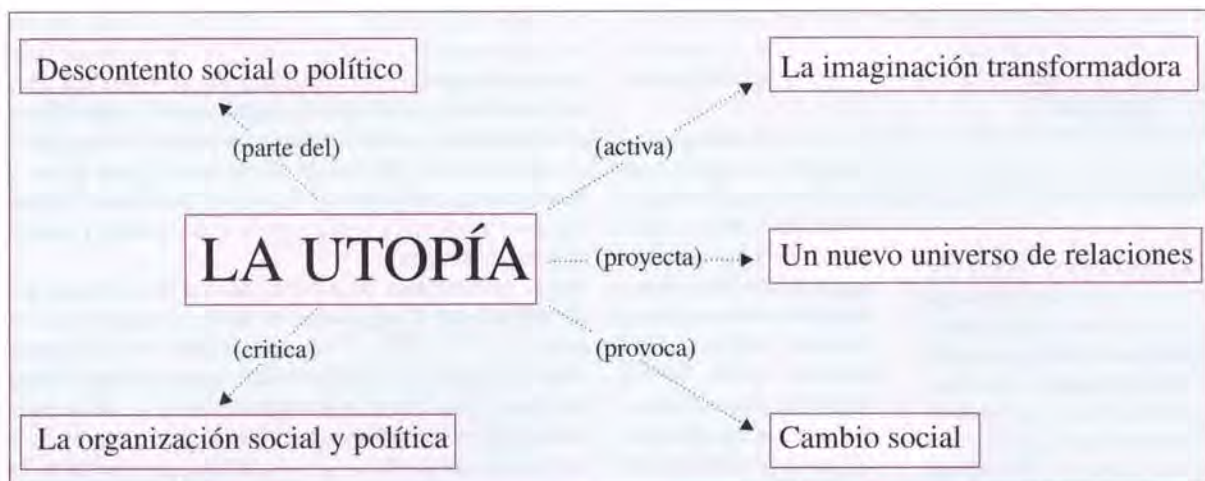 Descontento social o político
La imaginación transformadora
(parte del)
(activa)
LA UTOPÍA
(proyecta)
Un nuevo universo de relaciones
(critica)
(provoca)
La organización social y política
Cambio social